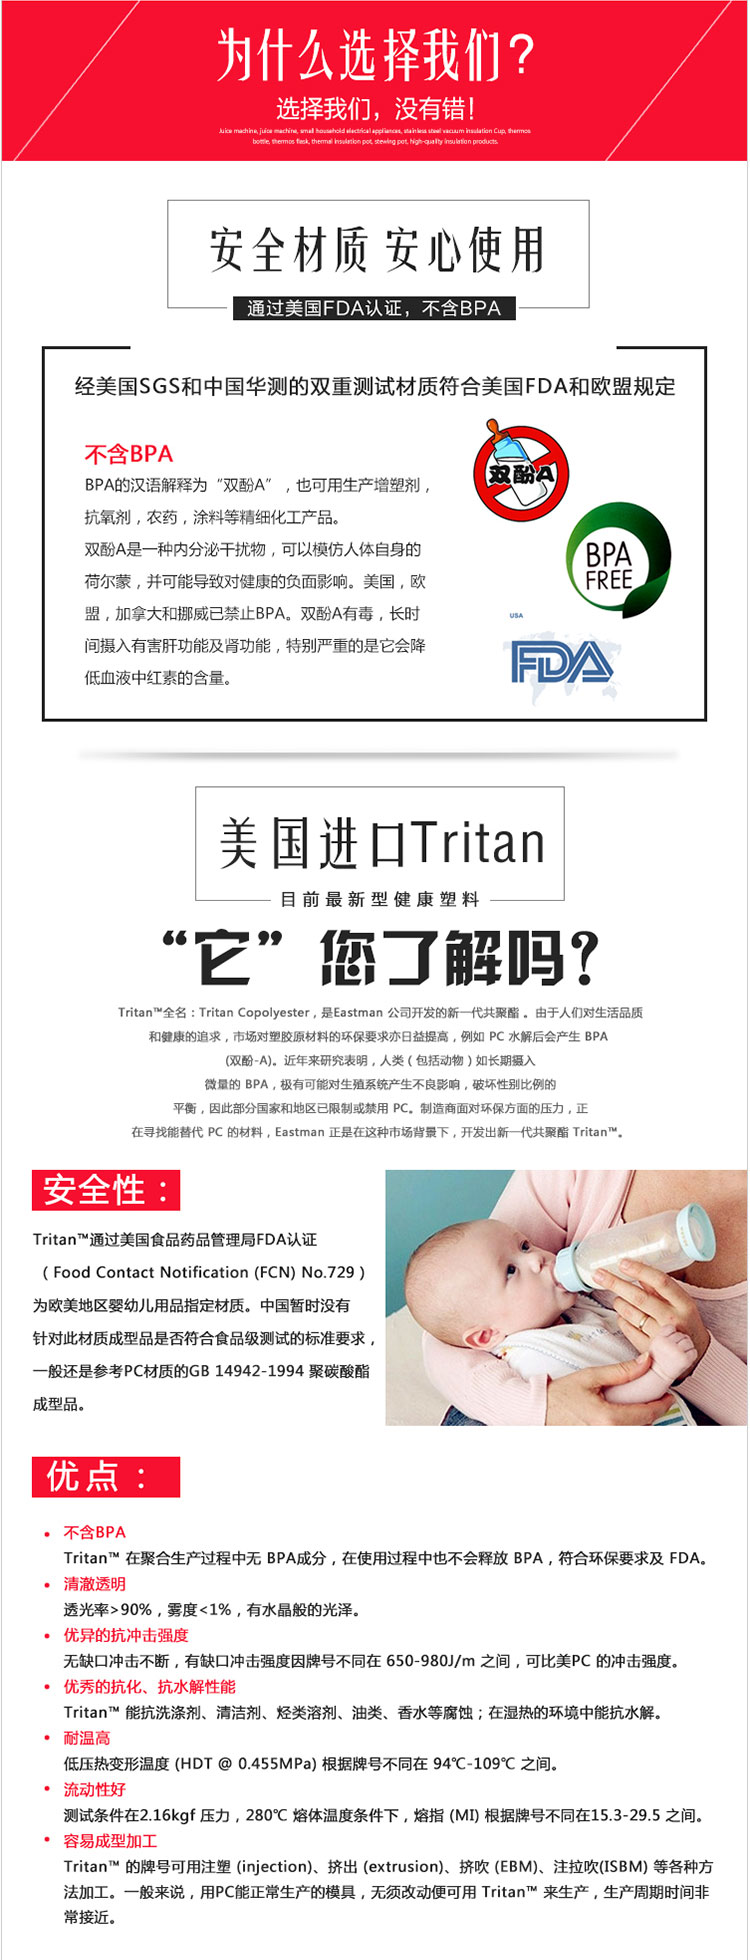 为什么选择我们？
选择我们，没有错！
Juice machine, juice machine, small household electrical appliances, stainless steel vacuum insulation Cup, thermos
bottle, thermos flask, thermal insulation pot, stewing pot, high-quality insulation products.
安全材质 安心使用
通过美国FDA认证，不含BPA
经美国SGS和中国华测的双重测试材质符合美国FDA和欧盟规定
不含BPA
BPA的汉语解释为“双酚A”，也可用生产增塑剂，
抗氧剂，农药，涂料等精细化工产品。
双酚A是一种内分泌干扰物，可以模仿人体自身的
荷尔蒙，并可能导致对健康的负面影响。美国，欧
盟，加拿大和挪威已禁止BPA。双酚A有毒，长时
间摄入有害肝功能及肾功能，特别严重的是它会降
低血液中红素的含量。
双酚A
BPA
FREE
USA
FDA
美国进口Tritan
目前最新型健康塑料
“它”您了解吗?
Tritan™全名：Tritan Copolyester，是Eastman 公司开发的新一代共聚酯 。由于人们对生活品质
和健康的追求，市场对塑胶原材料的环保要求亦日益提高，例如 PC 水解后会产生 BPA
(双酚-A)。近年来研究表明，人类（包括动物）如长期摄入
微量的 BPA，极有可能对生殖系统产生不良影响，破坏性别比例的
平衡，因此部分国家和地区已限制或禁用 PC。制造商面对环保方面的压力，正
在寻找能替代 PC 的材料，Eastman 正是在这种市场背景下，开发出新一代共聚酯 Tritan™。
安全性：
Tritan™通过美国食品药品管理局FDA认证
（Food Contact Notification (FCN) No.729）
为欧美地区婴幼儿用品指定材质。中国暂时没有
针对此材质成型品是否符合食品级测试的标准要求，
一般还是参考PC材质的GB 14942-1994 聚碳酸酯
成型品。
优点：
• 不含BPA
Tritan™ 在聚合生产过程中无 BPA成分，在使用过程中也不会释放 BPA，符合环保要求及 FDA。
• 清澈透明
透光率>90%，雾度<1%，有水晶般的光泽。
• 优异的抗冲击强度
无缺口冲击不断，有缺口冲击强度因牌号不同在 650-980J/m 之间，可比美PC 的冲击强度。
• 优秀的抗化、抗水解性能
Tritan™ 能抗洗涤剂、清洁剂、烃类溶剂、油类、香水等腐蚀；在湿热的环境中能抗水解。
• 耐温高
低压热变形温度 (HDT @ 0.455MPa) 根据牌号不同在 94℃-109℃ 之间。
• 流动性好
测试条件在2.16kgf 压力，280℃ 熔体温度条件下，熔指 (MI) 根据牌号不同在15.3-29.5 之间。
• 容易成型加工
Tritan™ 的牌号可用注塑 (injection)、挤出 (extrusion)、挤吹 (EBM)、注拉吹(ISBM) 等各种方
法加工。一般来说，用PC能正常生产的模具，无须改动便可用 Tritan™ 来生产，生产周期时间非
常接近。